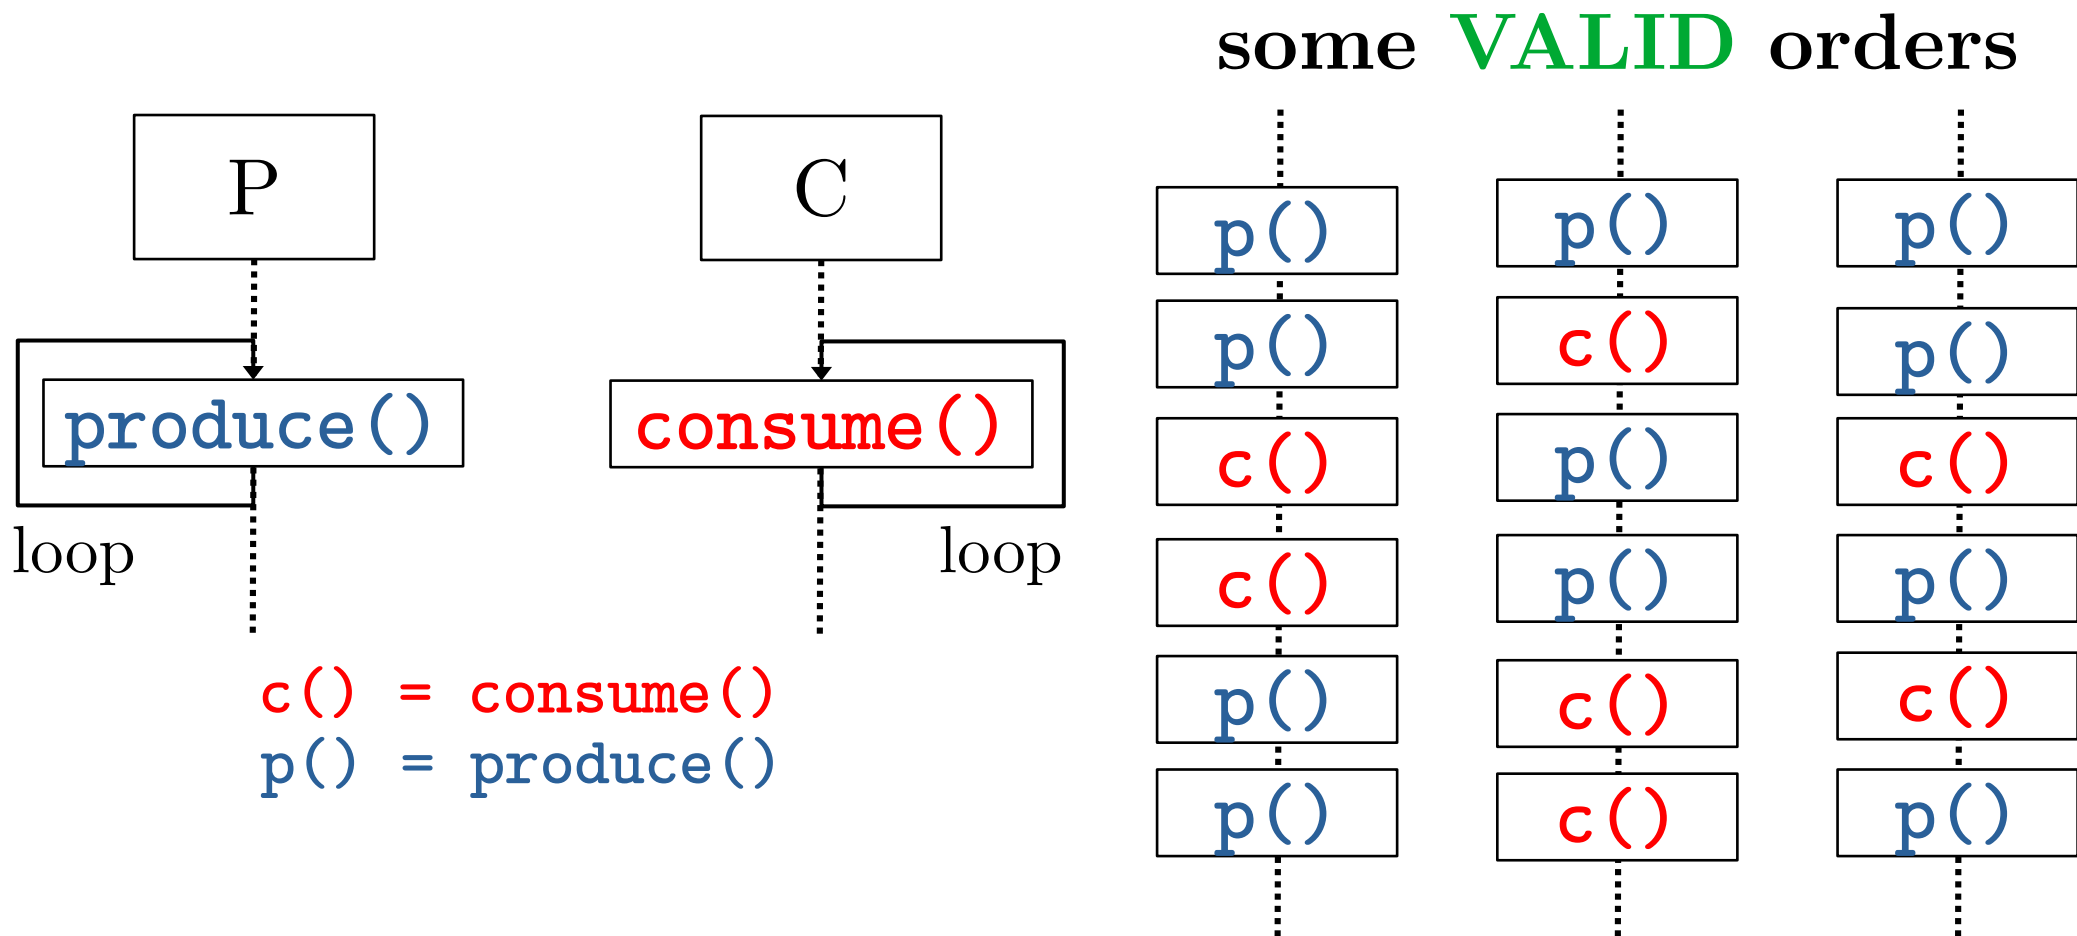 some VALID orders
P
produce()
loop
C
consume()
loop
c() = consume()
p() = produce()
p()
p()
c()
c()
p()
p()
p()
c()
p()
p()
c()
c()
p()
p()
c()
p()
c()
p()